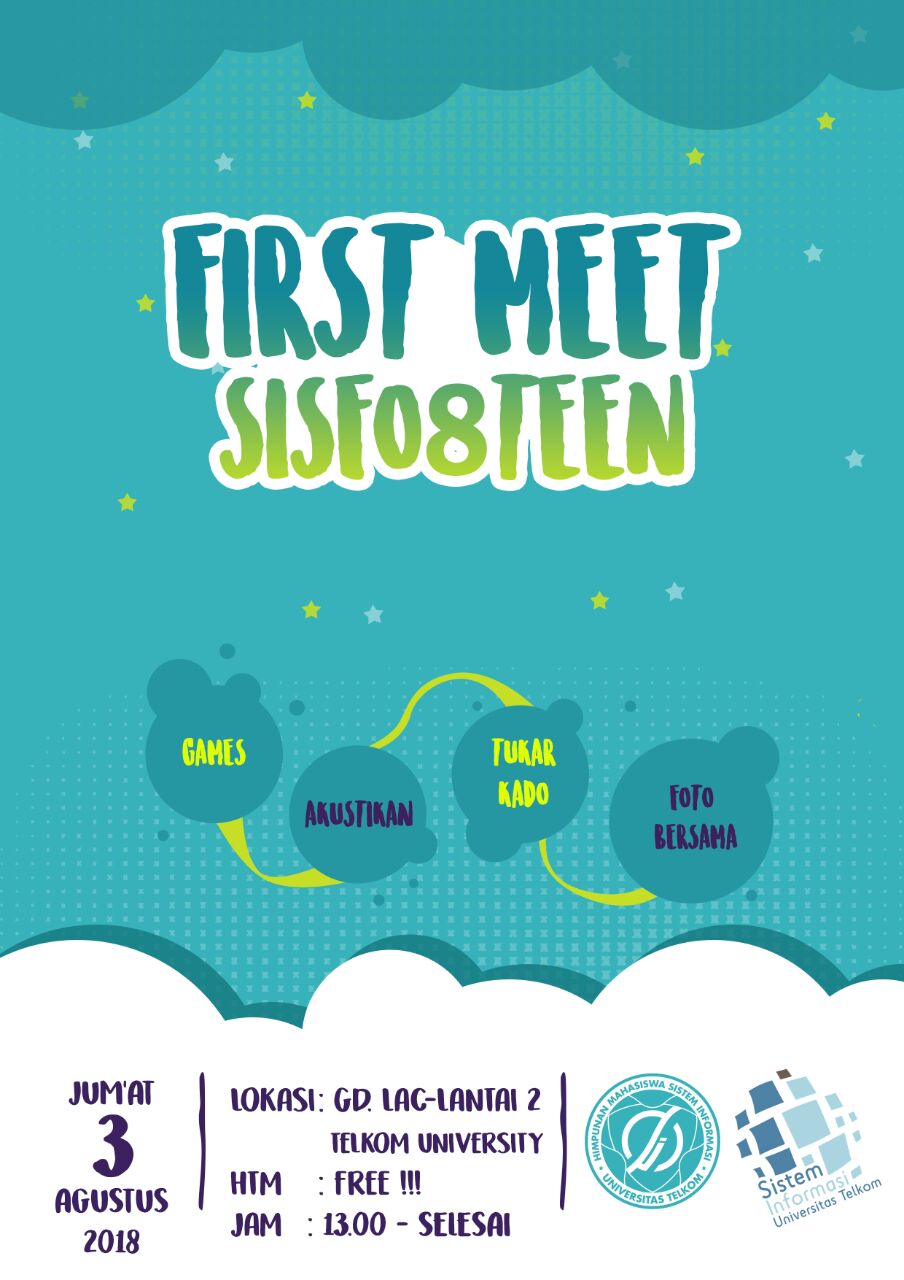 FIRST MEET
SISFO8TEEN
GAMES
AKUSTIKAN
TUKAR
KADO
FOTO
BERSAMA
JUM'AT
3
AGUSTUS
2018
LOKASI: GD. LAC-LANTAI 2
TELKOM UNIVERSITY
HTM : FREE !!!
JAM : 13.00 - SELESAI
HIMPUNAN MAHASISWA SISTEM INFORMASI
• UNIVERSITAS TELKOM •
Sistem
Informasi
Universitas Telkom